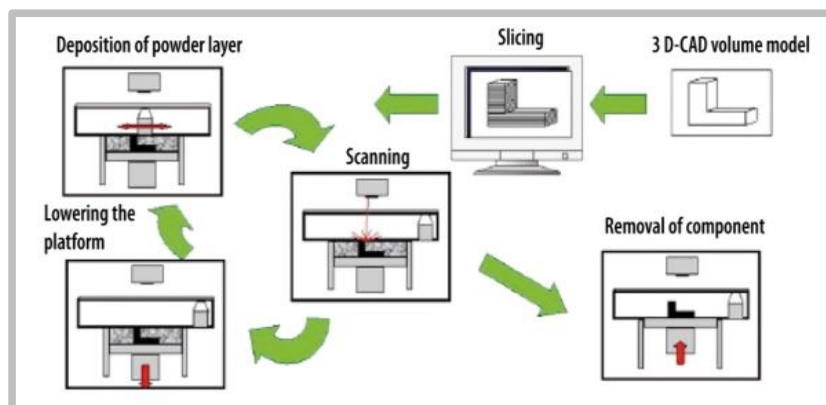 Deposition of powder layer
Slicing
3 D-CAD volume model
Scanning
Lowering the
platform
Removal of component